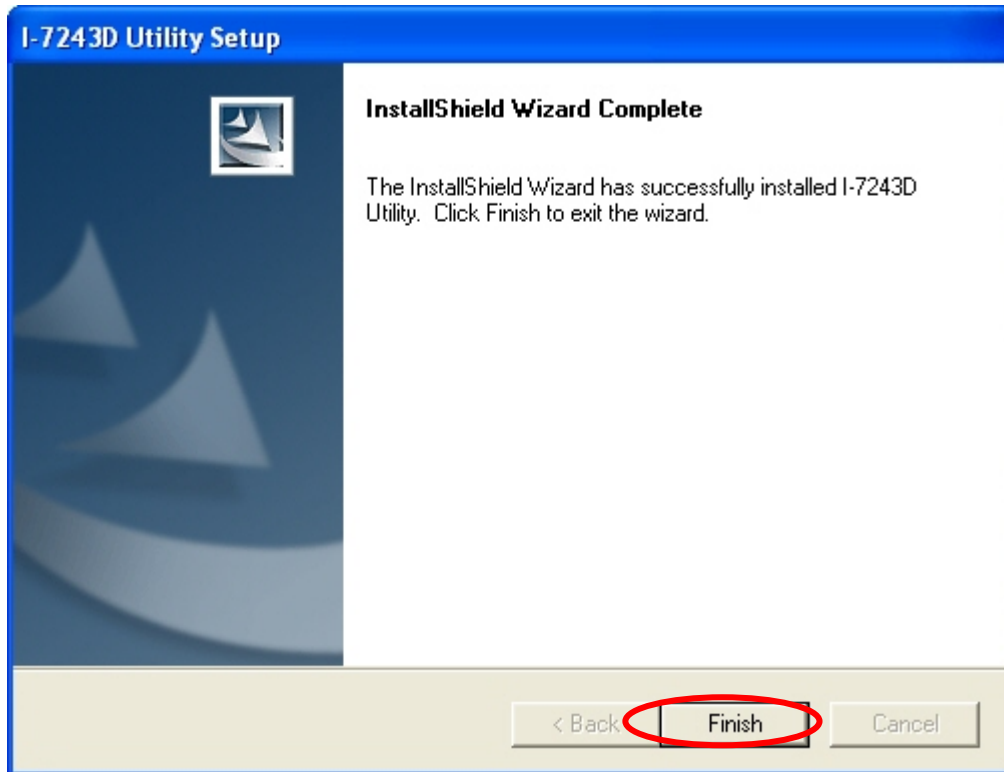 I-7243D Utility Setup
InstallShield Wizard Complete
The InstallShield Wizard has successfully installed I-7243D
Utility. Click Finish to exit the wizard.
< Back Finish Cancel